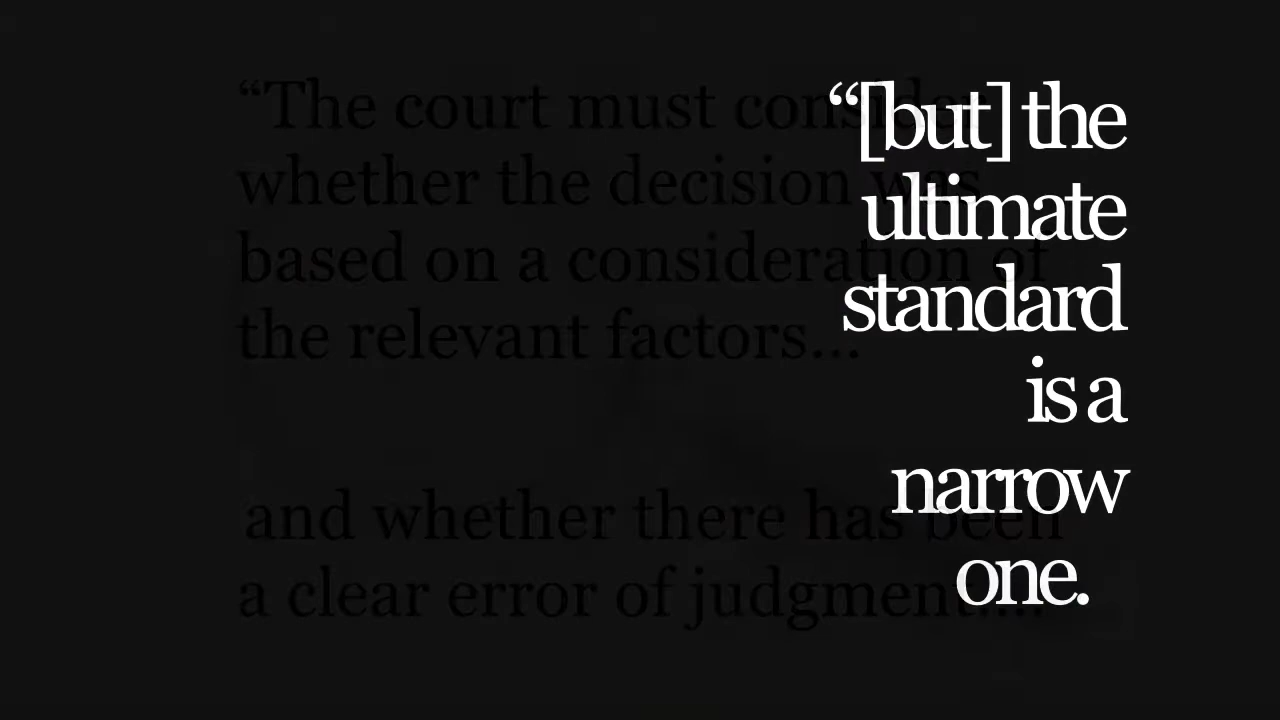 “The court must consider
whether the decision was
based on a consideration of
the relevant factors...
and whether there has been
a clear error of judgment....
“[but] the
ultimate
standard
is a
narrow
one.